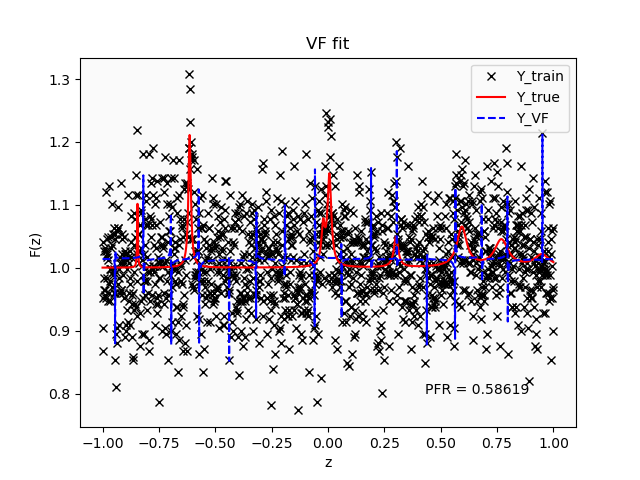 VF fit
Y_train
Y_true
Y_VF
1.3
1.2
1.1
1.0
0.9
0.8
F(z)
PFR = 0.58619
−1.00 −0.75 −0.50 −0.25 0.00 0.25 0.50 0.75 1.00
z